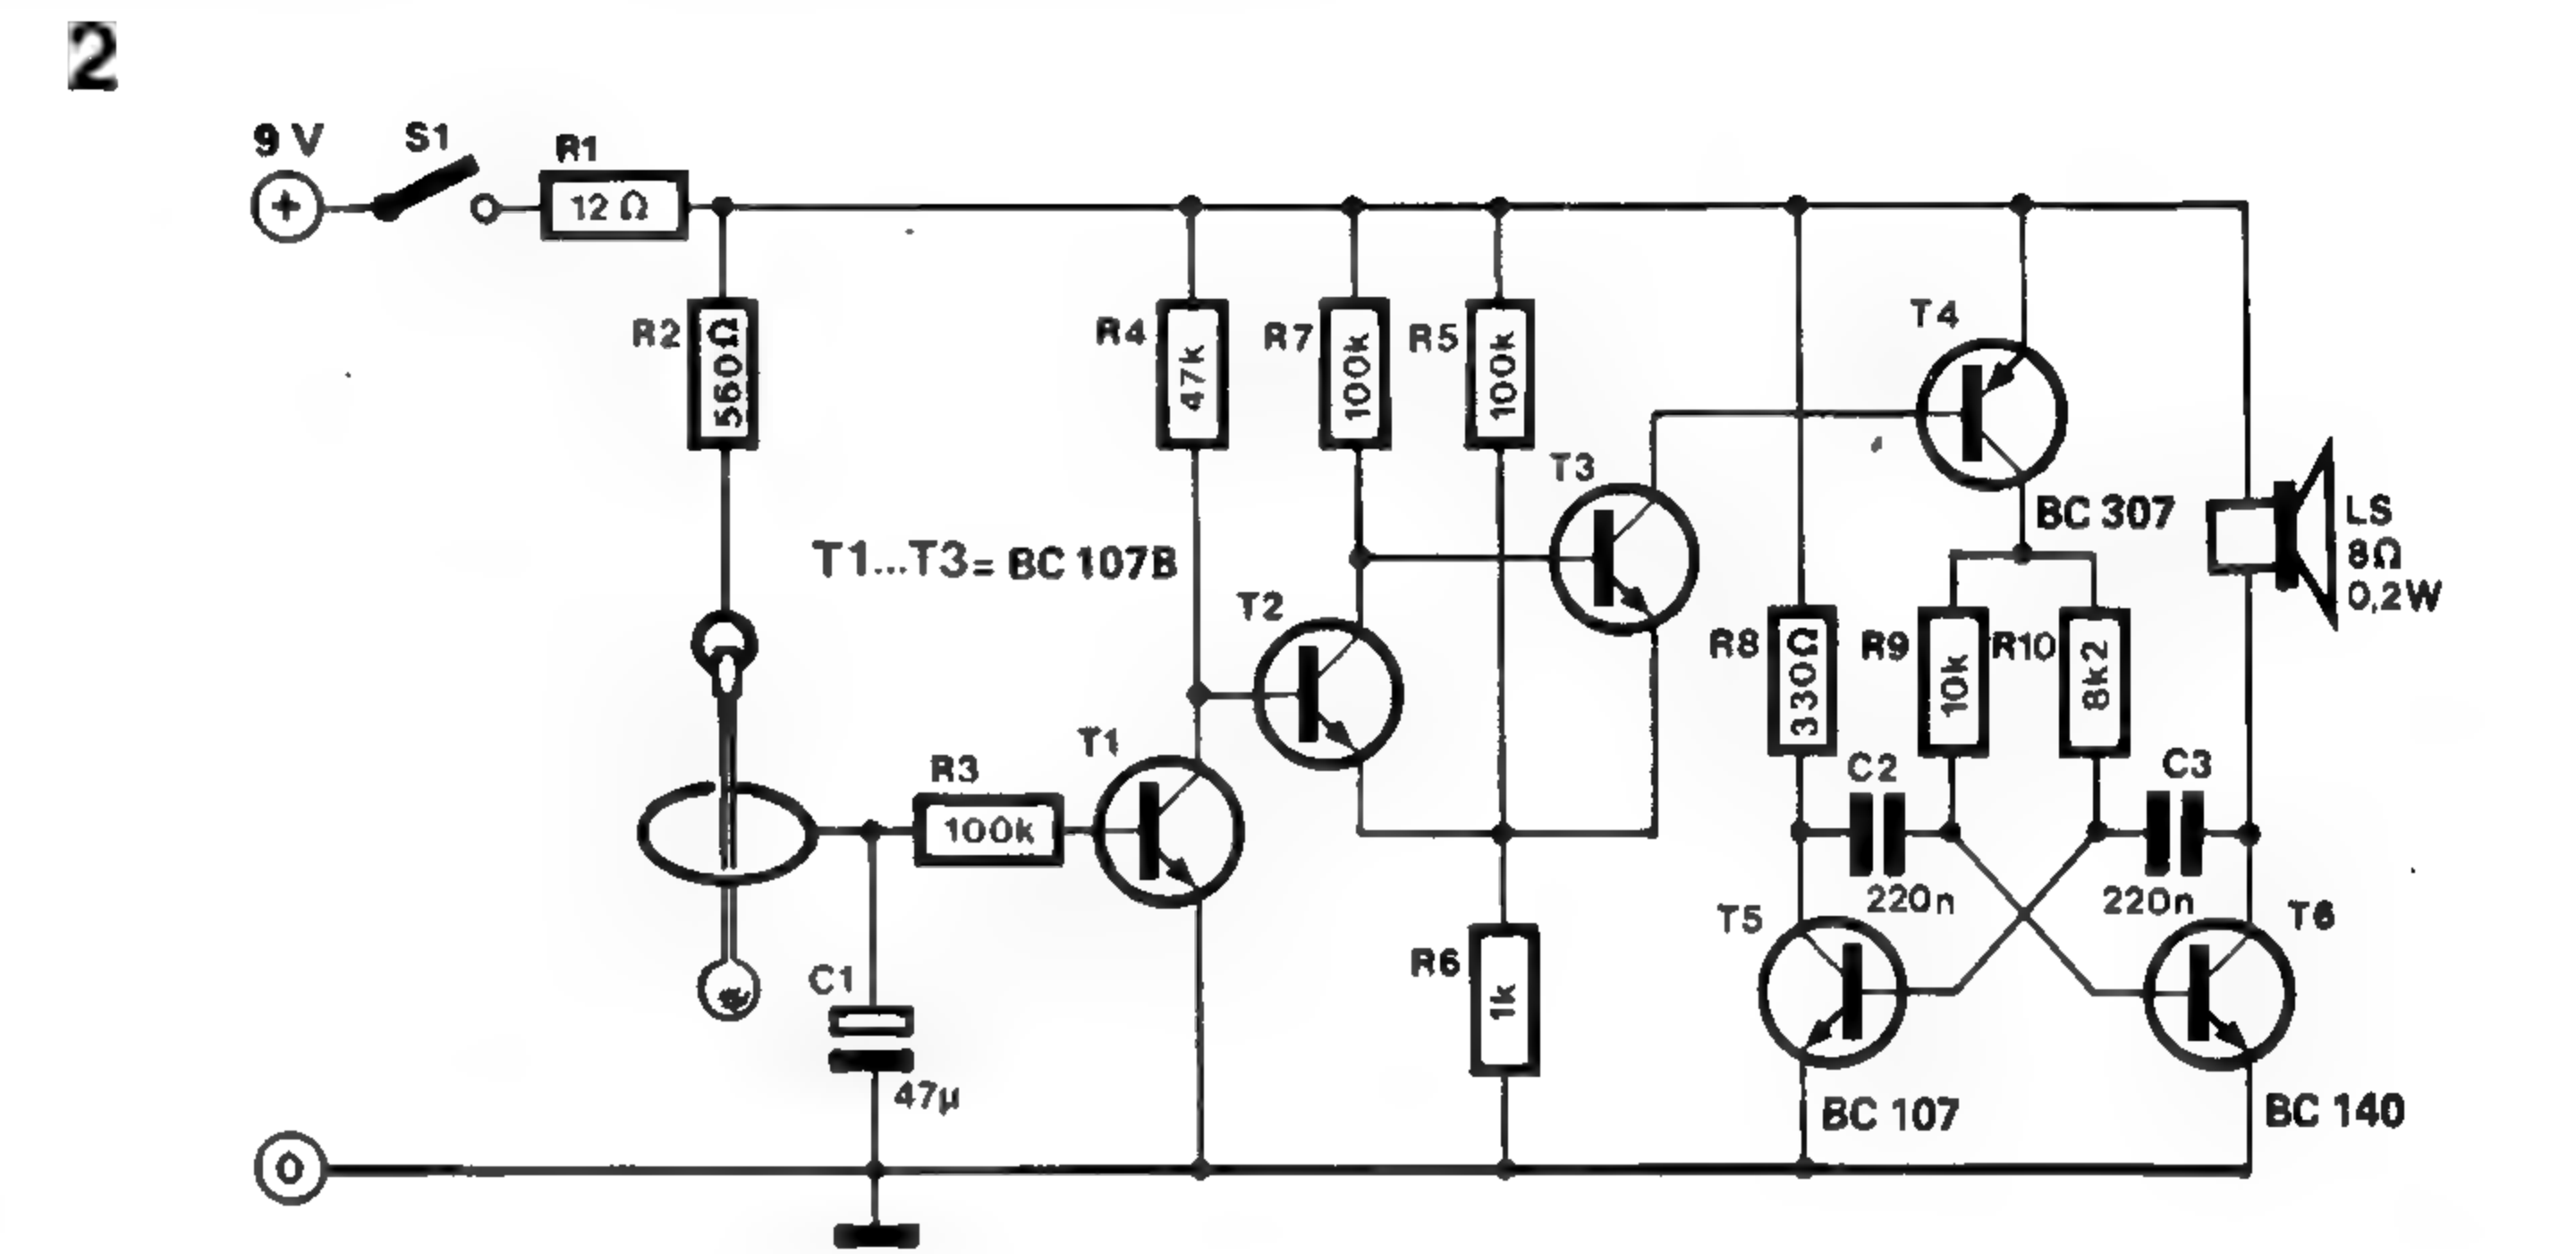 2
9 V
S1
R1
12 Ω
R2
560Ω
R4
47k
R7
100k
R5
100k
T4
BC 307
T3
LS
8Ω
0,2W
T1...T3= BC 107B
T2
R8
330Ω
R9
10k
R10
8k2
T1
R3
100k
C2
220n
C3
220n
C1
47µ
R6
1k
T5
BC 107
T6
BC 140
0